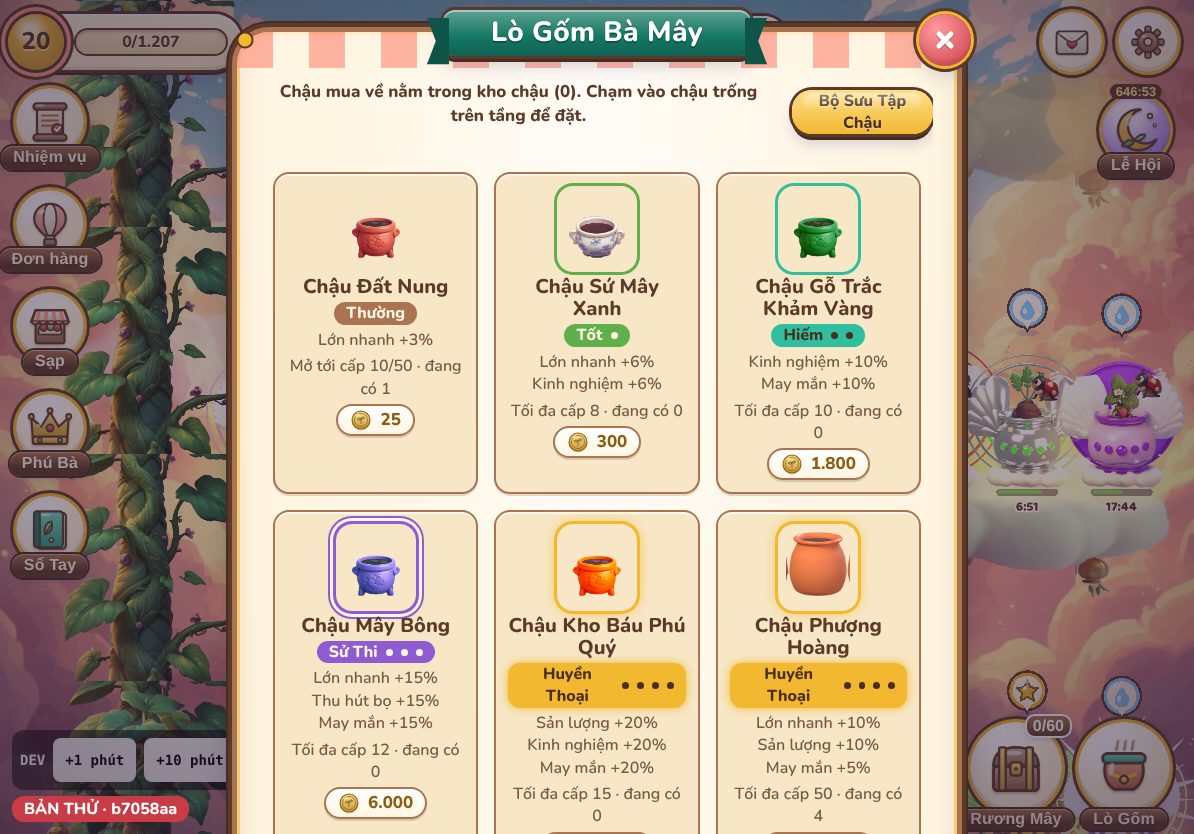 Lò Gốm Bà Mây
20
0/1.207
Chậu mua về nằm trong kho chậu (0). Chạm vào chậu trống
trên tầng để đặt.
Bộ Sưu Tập
Chậu
646:53
Nhiệm vụ
Lễ Hội
Đơn hàng
Sạp
Phú Bà
Sổ Tay
Chậu Đất Nung
Thường
Lớn nhanh +3%
Mở tới cấp 10/50 · đang
có 1
25
Chậu Sứ Mây
Xanh
Tốt
Lớn nhanh +6%
Kinh nghiệm +6%
Tối đa cấp 8 · đang có 0
300
Chậu Gỗ Trắc
Khảm Vàng
Hiếm
Kinh nghiệm +10%
May mắn +10%
Tối đa cấp 10 · đang có
0
1.800
6:51
17:44
Chậu Mây Bông
Sử Thi
Lớn nhanh +15%
Thu hút bọ +15%
May mắn +15%
Tối đa cấp 12 · đang có
0
6.000
Chậu Kho Báu Phú
Quý
Huyền
Thoại
Sản lượng +20%
Kinh nghiệm +20%
May mắn +20%
Tối đa cấp 15 · đang có
0
Chậu Phượng
Hoàng
Huyền
Thoại
Lớn nhanh +10%
Sản lượng +10%
May mắn +5%
Tối đa cấp 50 · đang có
4
DEV
+1 phút
+10 phút
BẢN THỬ · b7058aa
0/60
Rương Mây
Lò Gốm